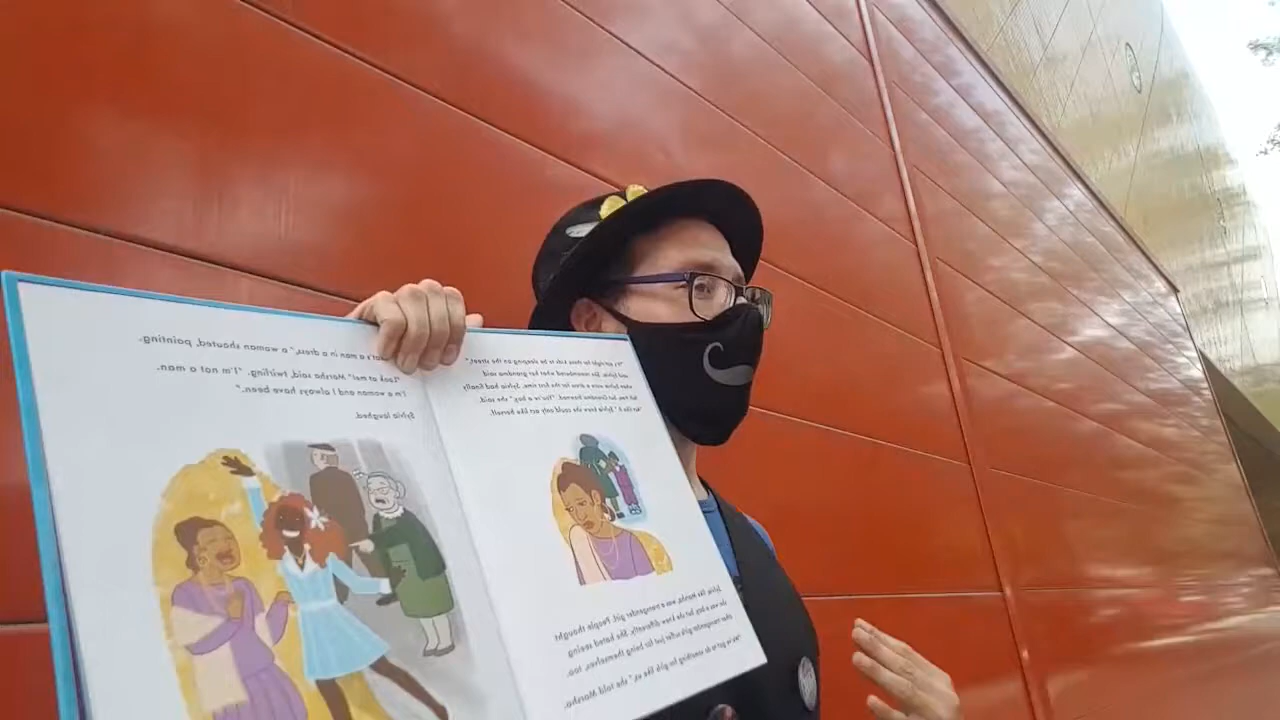 "It's not right for these kids to be sleeping on the street,"
said Sylvia. She remembered what her grandma said
when Sylvia wore a dress for the first time. Sylvia had finally
felt free, but Grandma frowned. "You're a boy," she said.
"Act like it." Sylvia knew she could only act like herself.
Sylvia, like Marsha, was a transgender girl. People thought
she was a boy, but she knew differently. She hated seeing
other transgender girls suffer just for being themselves, too.
"We've got to do something for girls like us," she told Marsha.
a man in a dress," a woman shouted, pointing.
"Look at me!" Marsha said, twirling. "I'm not a man.
I'm a woman and I always have been."
Sylvia laughed.